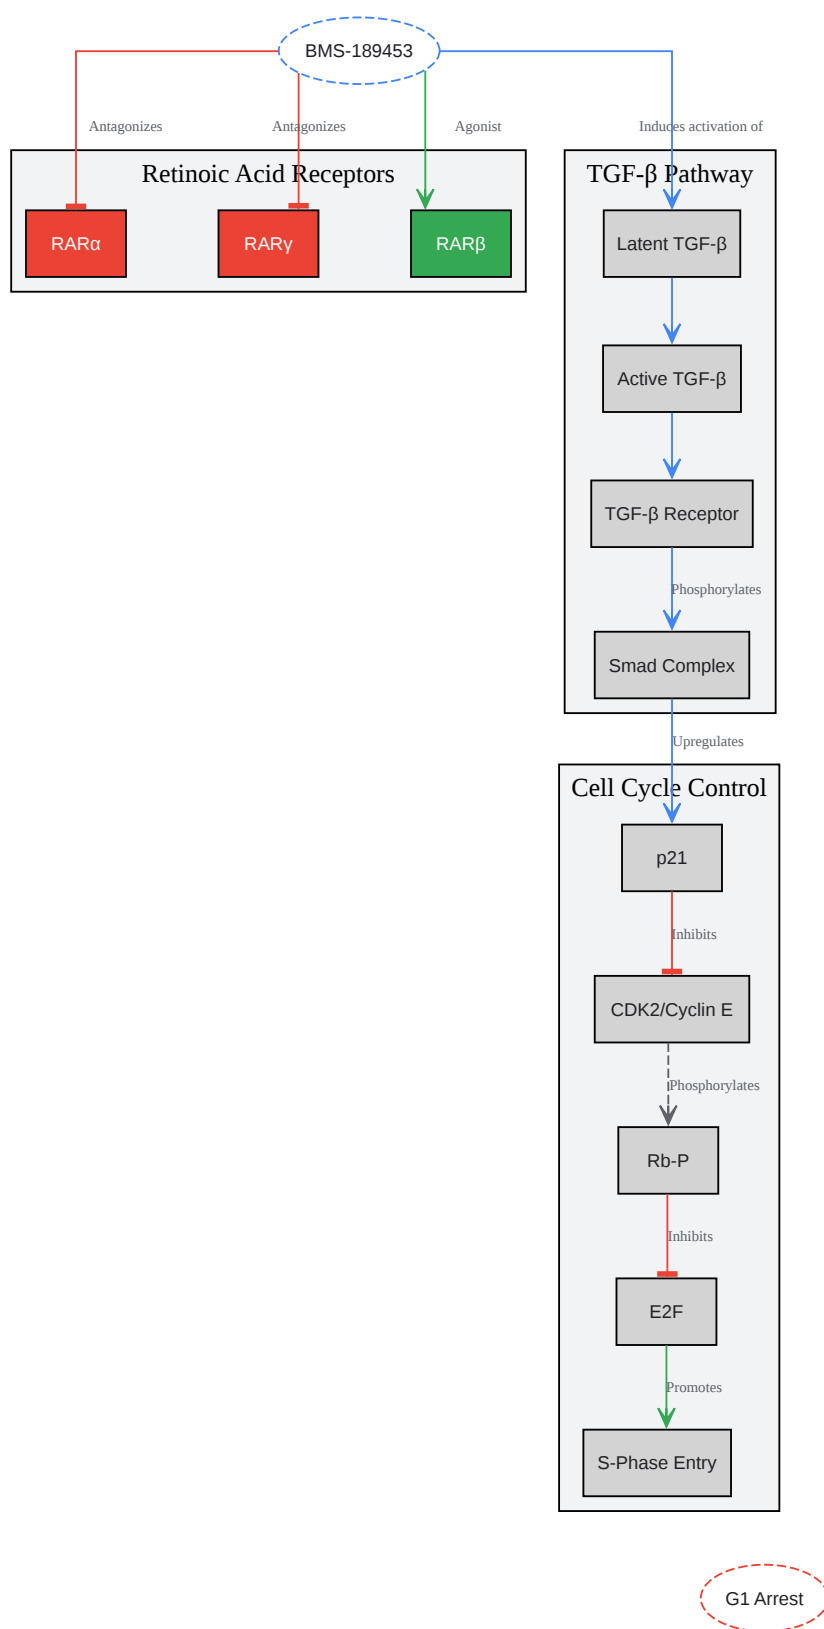 BMS-189453
Antagonizes
Antagonizes
Agonist
Induces activation of
Retinoic Acid Receptors
TGF-β Pathway
RARα
RARγ
RARβ
Latent TGF-β
Active TGF-β
TGF-β Receptor
Phosphorylates
Smad Complex
Upregulates
Cell Cycle Control
p21
Inhibits
CDK2/Cyclin E
Phosphorylates
Rb-P
Inhibits
E2F
Promotes
S-Phase Entry
G1 Arrest